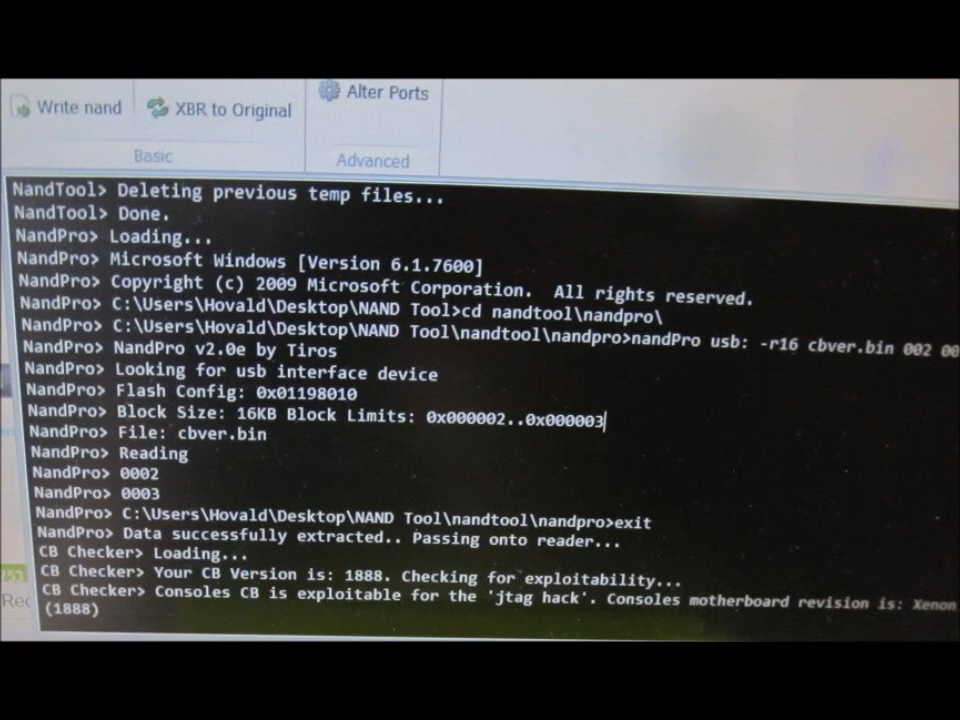 Write nand
XBR to Original
Alter Ports
Basic
Advanced
NandTool> Deleting previous temp files...
NandTool> Done.
NandPro> Loading...
NandPro> Microsoft Windows [Version 6.1.7600]
NandPro> Copyright (c) 2009 Microsoft Corporation.  All rights reserved.
NandPro> C:\Users\Hovald\Desktop\NAND Tool>cd nandtool\nandpro\
NandPro> C:\Users\Hovald\Desktop\NAND Tool\nandtool\nandpro>nandPro usb: -r16 cbver.bin 002 00
NandPro> NandPro v2.0e by Tiros
NandPro> Looking for usb interface device
NandPro> Flash Config: 0x01198010
NandPro> Block Size: 16KB Block Limits: 0x000002..0x000003
NandPro> File: cbver.bin
NandPro> Reading
NandPro> 0002
NandPro> 0003
NandPro> C:\Users\Hovald\Desktop\NAND Tool\nandtool\nandpro>exit
NandPro> Data successfully extracted.. Passing onto reader...
CB Checker> Loading...
CB Checker> Your CB Version is: 1888. Checking for exploitability...
CB Checker> Consoles CB is exploitable for the 'jtag hack'. Consoles motherboard revision is: Xenon
(1888)
753
Rec